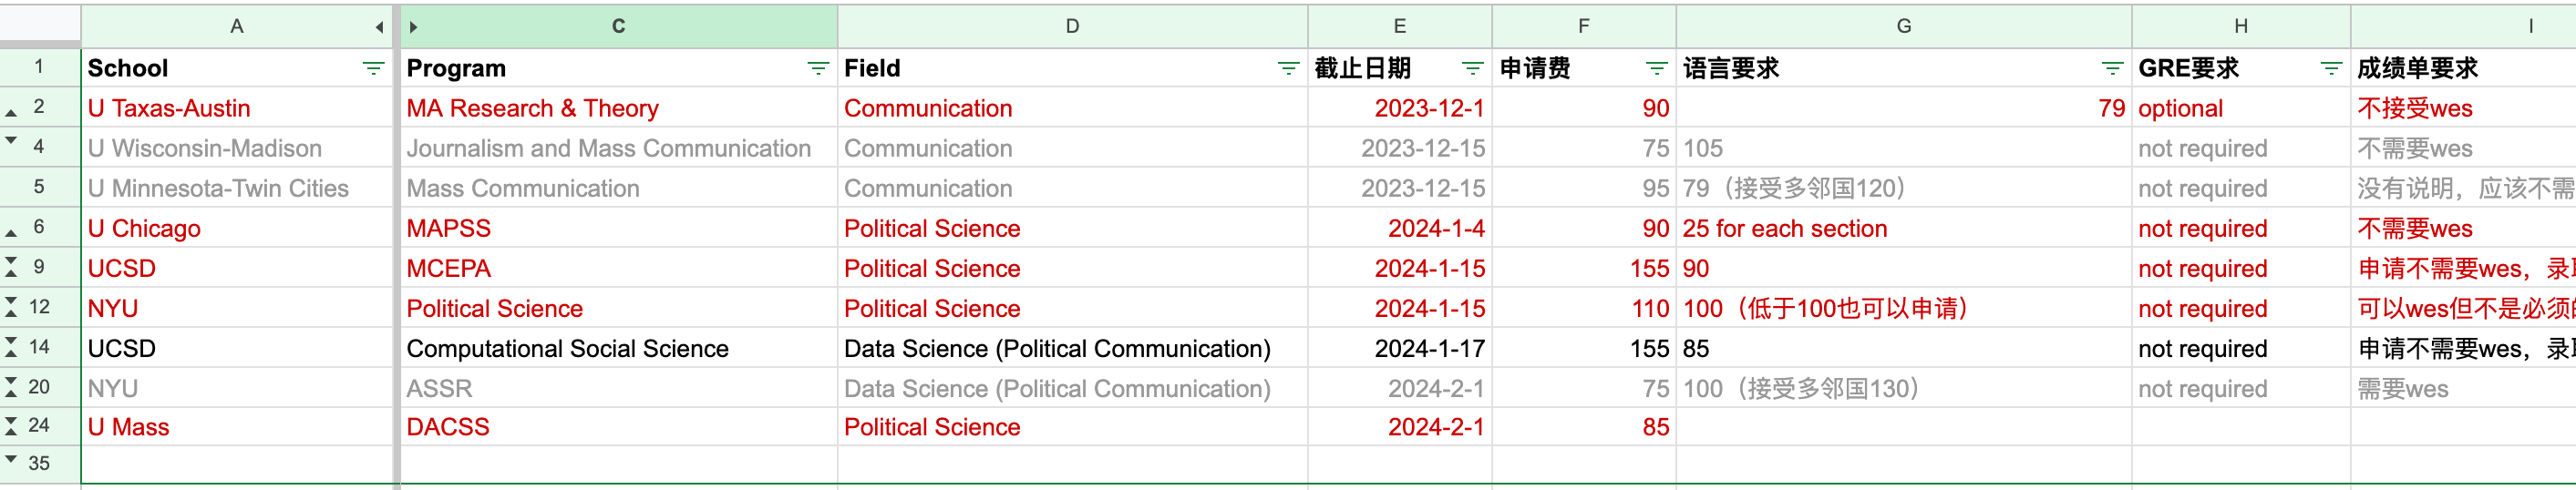 A C D E F G H I
1 School Program Field 截止日期 申请费 语言要求 GRE要求 成绩单要求
2 U Taxas-Austin MA Research & Theory Communication 2023-12-1 90 79 optional 不接受wes
4 U Wisconsin-Madison Journalism and Mass Communication Communication 2023-12-15 75 105 not required 不需要wes
5 U Minnesota-Twin Cities Mass Communication Communication 2023-12-15 95 79（接受多邻国120） not required 没有说明，应该不需
6 U Chicago MAPSS Political Science 2024-1-4 90 25 for each section not required 不需要wes
9 UCSD MCEPA Political Science 2024-1-15 155 90 not required 申请不需要wes，录
12 NYU Political Science Political Science 2024-1-15 110 100（低于100也可以申请） not required 可以wes但不是必须
14 UCSD Computational Social Science Data Science (Political Communication) 2024-1-17 155 85 not required 申请不需要wes，录
20 NYU ASSR Data Science (Political Communication) 2024-2-1 75 100（接受多邻国130） not required 需要wes
24 U Mass DACSS Political Science 2024-2-1 85
35